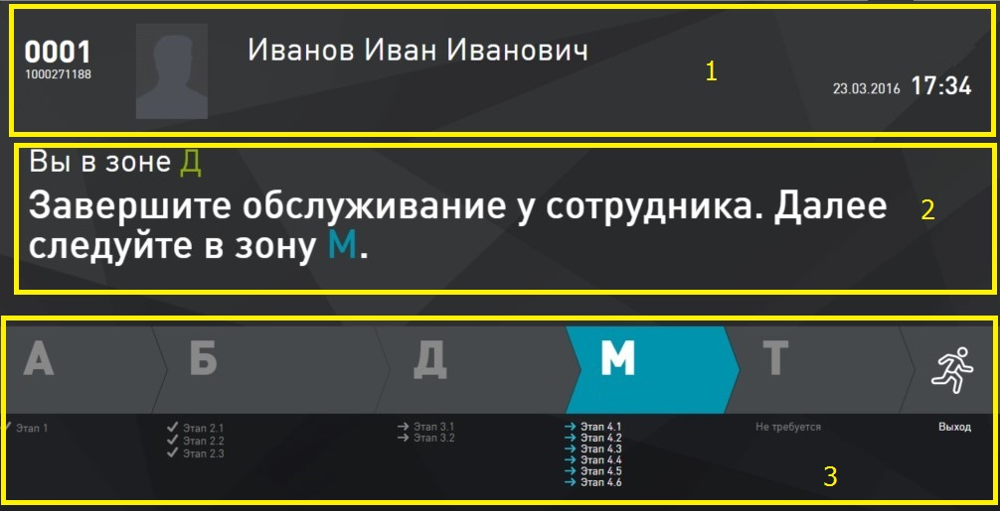 0001
1000271188
Иванов Иван Иванович
1
23.03.2016 17:34
Вы в зоне Д
Завершите обслуживание у сотрудника. Далее
следуйте в зону М.
2
А Б Д М Т
Этап 1
Этап 2.1
Этап 2.2
Этап 2.3
Этап 3.1
Этап 3.2
Этап 4.1
Этап 4.2
Этап 4.3
Этап 4.4
Этап 4.5
Этап 4.6
Не требуется
Выход
3